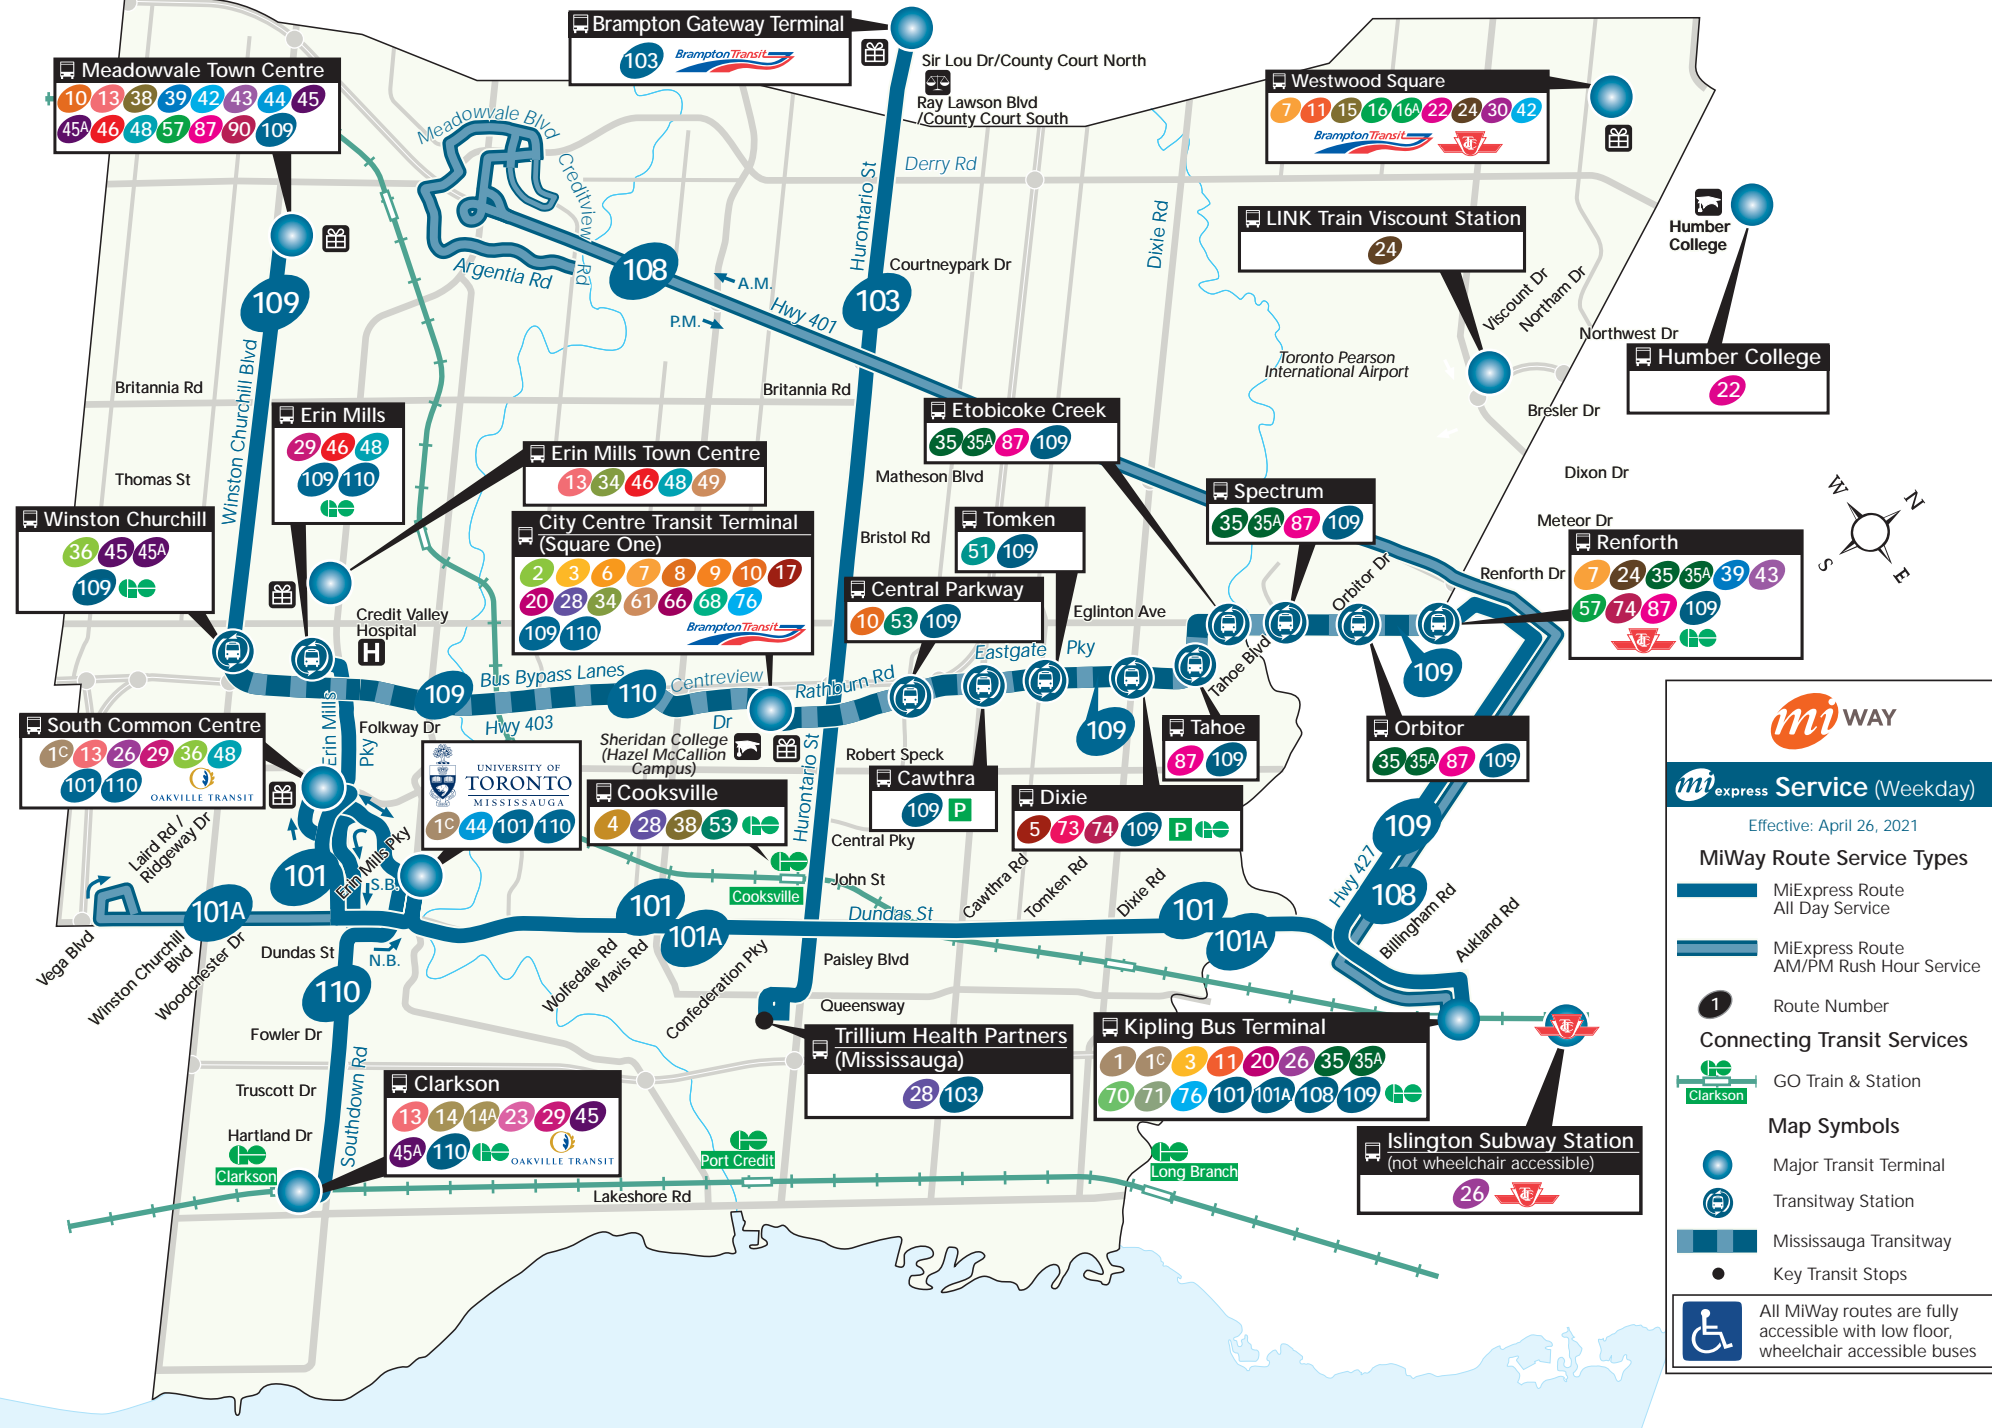 Brampton Gateway Terminal
103 BramptonTransit
Sir Lou Dr/County Court North
Ray Lawson Blvd
/County Court South
Meadowvale Town Centre
10 13 38 39 42 43 44 45
45A 46 48 57 87 90 109
Meadowvale Blvd
Creditview Rd
Argentia Rd
Hurontario St
Derry Rd
Dixie Rd
Westwood Square
7 11 15 16 16A 22 24 30 42
BramptonTransit TTC
LINK Train Viscount Station
24
Humber
College
Viscount Dr
Northam Dr
Northwest Dr
Humber College
22
109
108
103
A.M.
P.M.
Hwy 401
Courtneypark Dr
Toronto Pearson
International Airport
Bresler Dr
Britannia Rd
Britannia Rd
Winston Churchill Blvd
Erin Mills
29 46 48
109 110
GO
Erin Mills Town Centre
13 34 46 48 49
Etobicoke Creek
35 35A 87 109
Matheson Blvd
Thomas St
Dixon Dr
W N
S E
Winston Churchill
36 45 45A
109 GO
City Centre Transit Terminal
(Square One)
2 3 6 7 8 9 10 17
20 28 34 61 66 68 76
109 110 BramptonTransit
Tomken
51 109
Bristol Rd
Spectrum
35 35A 87 109
Meteor Dr
Renforth
7 24 35 35A 39 43
57 74 87 109
TTC GO
Renforth Dr
Orbitor Dr
Central Parkway
10 53 109
Eglinton Ave
Credit Valley
Hospital
H
Eastgate Pky
Tahoe Blvd
109
Bus Bypass Lanes
109
110
Centreview
Dr
Rathburn Rd
Hwy 403
109
South Common Centre
1C 13 26 29 36 48
101 110 OAKVILLE TRANSIT
Erin Mills
Pky
Folkway Dr
UNIVERSITY OF
TORONTO
MISSISSAUGA
1C 44 101 110
Sheridan College
(Hazel McCallion
Campus)
Hurontario St
Robert Speck
Tahoe
87 109
Orbitor
35 35A 87 109
Cooksville
4 28 38 53 GO
Cawthra
109 P
Dixie
5 73 74 109 P GO
Laird Rd /
Ridgeway Dr
Erin Mills Pky
S.B.
101
101A
Cooksville
Central Pky
John St
Dundas St
Cawthra Rd
Tomken Rd
Dixie Rd
Hwy 427
109
108
Billingham Rd
Aukland Rd
101
101A
101
101A
Vega Blvd
Winston Churchill
Blvd
Woodchester Dr
Dundas St
N.B.
Wolfedale Rd
Mavis Rd
Confederation Pky
Paisley Blvd
Queensway
110
Fowler Dr
Southdown Rd
Truscott Dr
Hartland Dr
GO
Clarkson
Clarkson
13 14 14A 23 29 45
45A 110 GO OAKVILLE TRANSIT
Trillium Health Partners
(Mississauga)
28 103
Kipling Bus Terminal
1 1C 3 11 20 26 35 35A
70 71 76 101 101A 108 109 GO
TTC
Islington Subway Station
(not wheelchair accessible)
26 TTC
GO
Port Credit
GO
Long Branch
Lakeshore Rd
mi WAY
mi express Service (Weekday)
Effective: April 26, 2021
MiWay Route Service Types
MiExpress Route
All Day Service
MiExpress Route
AM/PM Rush Hour Service
1 Route Number
Connecting Transit Services
GO
Clarkson
GO Train & Station
Map Symbols
Major Transit Terminal
Transitway Station
Mississauga Transitway
Key Transit Stops
All MiWay routes are fully
accessible with low floor,
wheelchair accessible buses